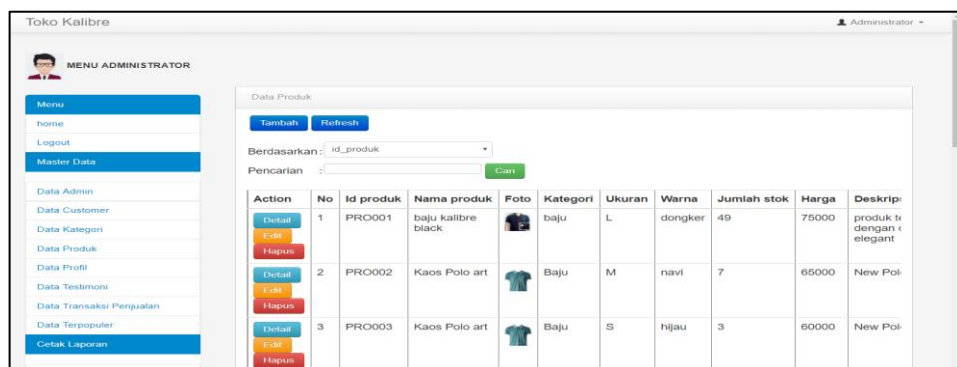 Toko Kalibre
Administrator
MENU ADMINISTRATOR
Menu
home
Logout
Master Data
Data Admin
Data Customer
Data Kategori
Data Produk
Data Profil
Data Testimoni
Data Transaksi Penjualan
Data Terpopuler
Cetak Laporan
Data Produk
Tambah Refresh
Berdasarkan : id_produk
Pencarian : Cari
Action No Id produk Nama produk Foto Kategori Ukuran Warna Jumlah stok Harga Deskrip
Detail 1 PRO001 baju kalibre baju L dongker 49 75000 produk te
Edit black dengan
Hapus elegant
Detail 2 PRO002 Kaos Polo art Baju M navi 7 65000 New Pol
Edit
Hapus
Detail 3 PRO003 Kaos Polo art Baju S hijau 3 60000 New Pol
Edit
Hapus